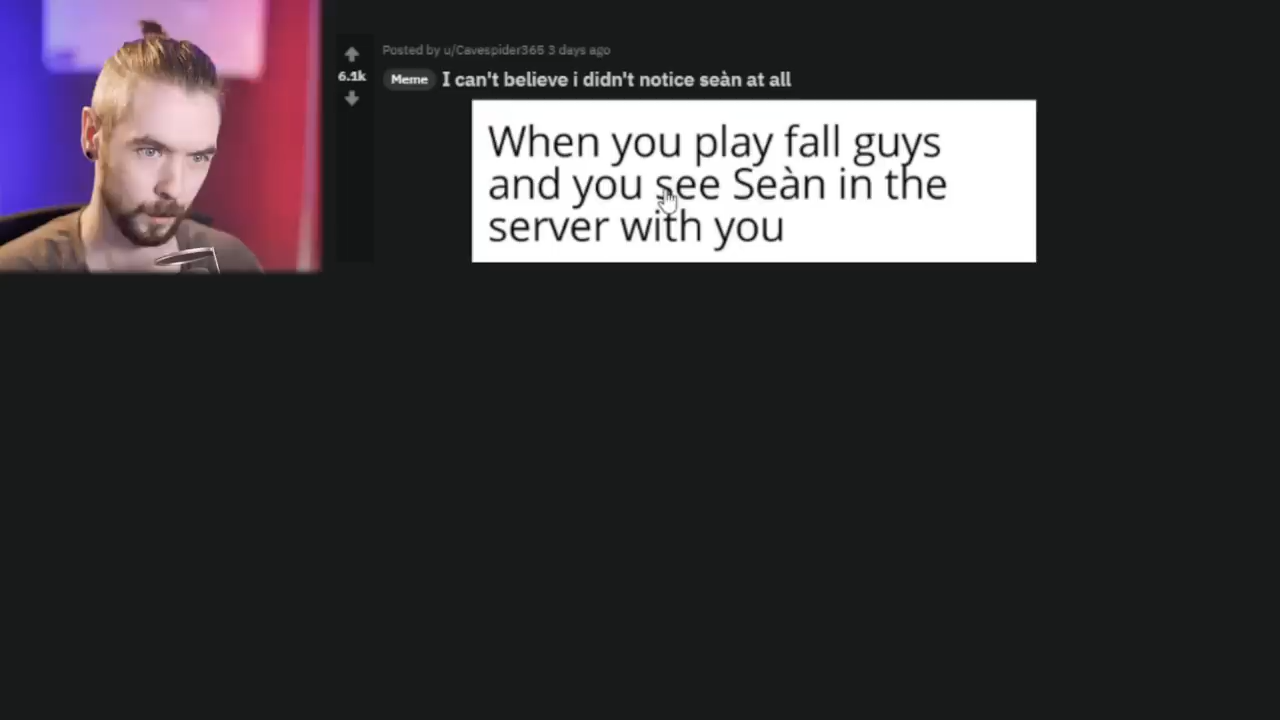 Posted by u/Cavespider365 3 days ago
6.1k
Meme I can't believe i didn't notice seàn at all
When you play fall guys
and you see Seàn in the
server with you